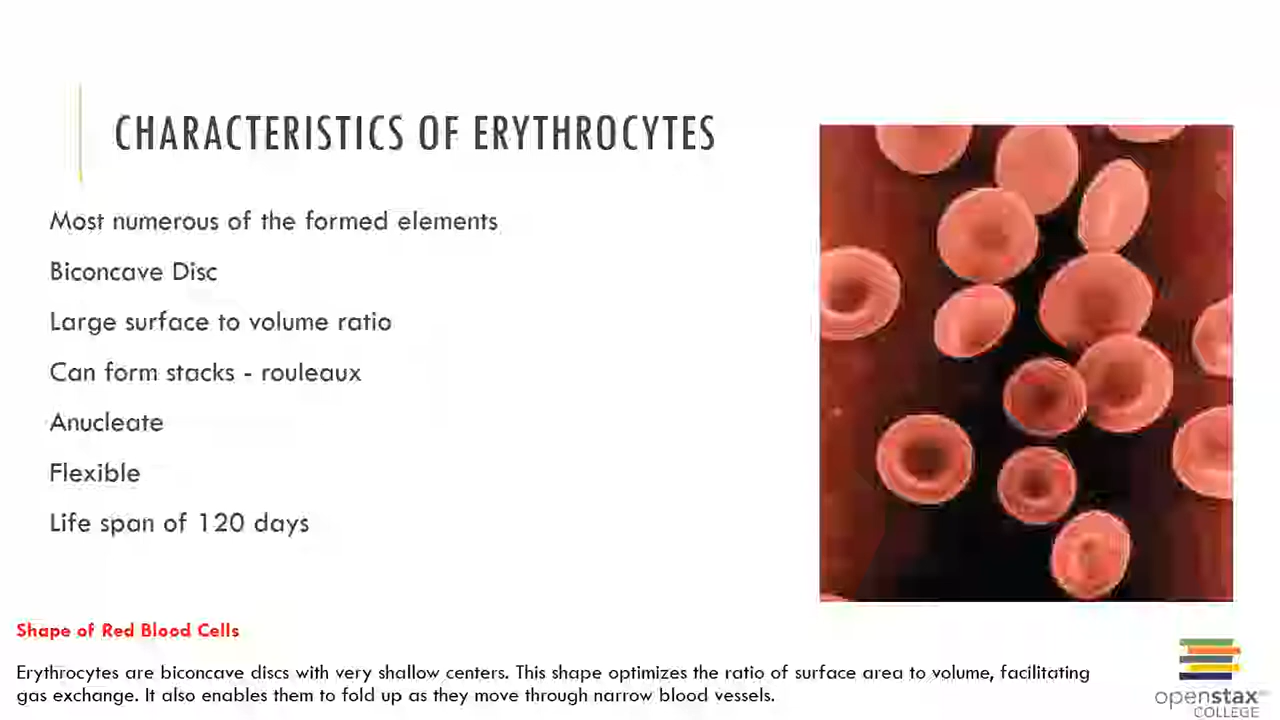 CHARACTERISTICS OF ERYTHROCYTES
Most numerous of the formed elements
Biconcave Disc
Large surface to volume ratio
Can form stacks - rouleaux
Anucleate
Flexible
Life span of 120 days
Shape of Red Blood Cells
Erythrocytes are biconcave discs with very shallow centers. This shape optimizes the ratio of surface area to volume, facilitating
gas exchange. It also enables them to fold up as they move through narrow blood vessels.
openstax
COLLEGE